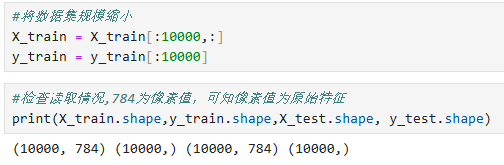 #将数据集规模缩小
X_train = X_train[:10000,:]
y_train = y_train[:10000]
#检查读取情况,784为像素值，可知像素值为原始特征
print(X_train.shape,y_train.shape,X_test.shape, y_test.shape)
(10000, 784) (10000,) (10000, 784) (10000,)